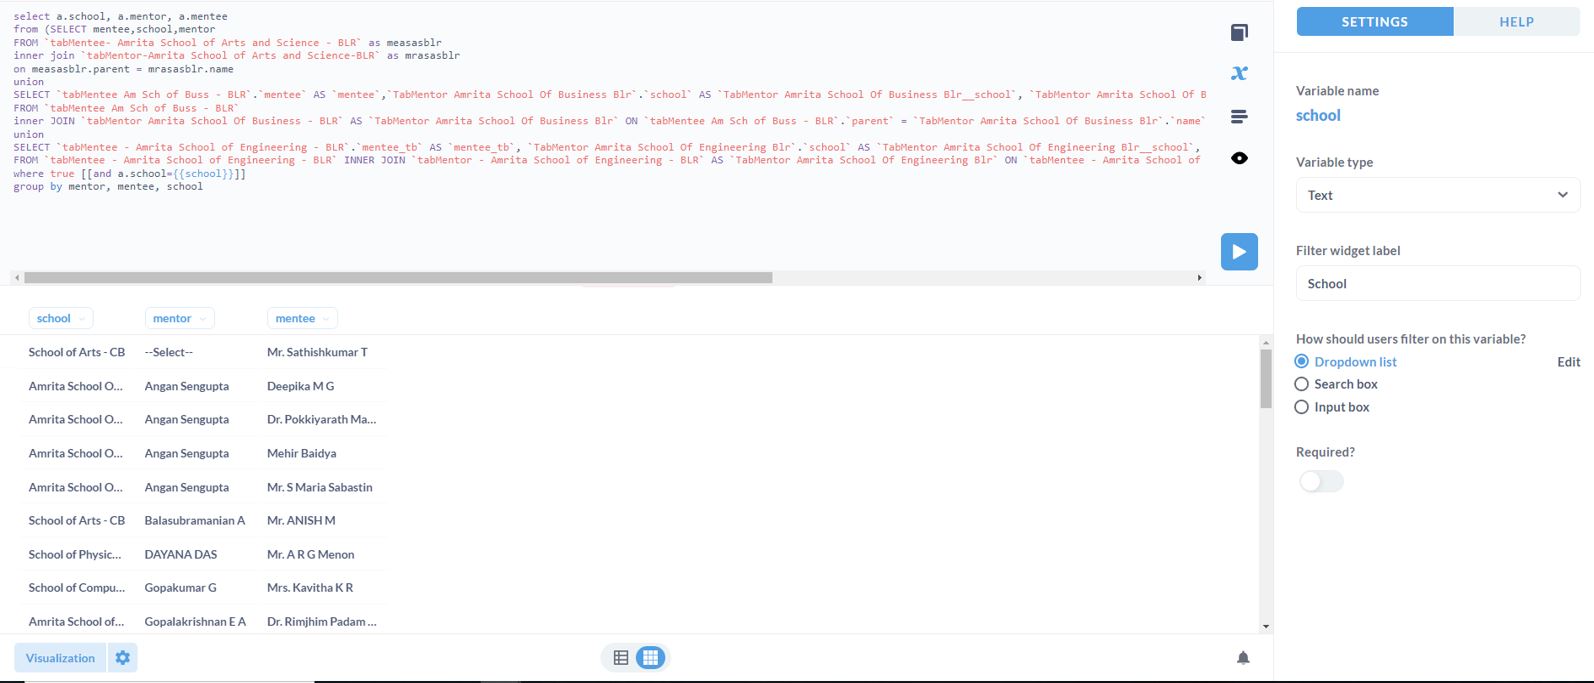 select a.school, a.mentor, a.mentee
from (SELECT mentee,school,mentor
FROM `tabMentee- Amrita School of Arts and Science - BLR` as measasblr
inner join `tabMentor-Amrita School of Arts and Science-BLR` as mrasasblr
on measasblr.parent = mrasasblr.name
union
SELECT `tabMentee Am Sch of Buss - BLR`.`mentee` AS `mentee`,`TabMentor Amrita School Of Business Blr`.`school` AS `TabMentor Amrita School Of Business Blr__school`, `TabMentor Amrita School Of B
FROM `tabMentee Am Sch of Buss - BLR`
inner JOIN `tabMentor Amrita School Of Business - BLR` AS `TabMentor Amrita School Of Business Blr` ON `tabMentee Am Sch of Buss - BLR`.`parent` = `TabMentor Amrita School Of Business Blr`.`name`
union
SELECT `tabMentee - Amrita School of Engineering - BLR`.`mentee_tb` AS `mentee_tb`, `TabMentor Amrita School Of Engineering Blr`.`school` AS `TabMentor Amrita School Of Engineering Blr__school`,
FROM `tabMentee - Amrita School of Engineering - BLR` INNER JOIN `tabMentor - Amrita School of Engineering - BLR` AS `TabMentor Amrita School Of Engineering Blr` ON `tabMentee - Amrita School of
where true [[and a.school={{school}}]]
group by mentor, mentee, school
school
mentor
mentee
School of Arts - CB --Select-- Mr. Sathishkumar T
Amrita School O... Angan Sengupta Deepika M G
Amrita School O... Angan Sengupta Dr. Pokkiyarath Ma...
Amrita School O... Angan Sengupta Mehir Baidya
Amrita School O... Angan Sengupta Mr. S Maria Sabastin
School of Arts - CB Balasubramanian A Mr. ANISH M
School of Physic... DAYANA DAS Mr. A R G Menon
School of Compu... Gopakumar G Mrs. Kavitha K R
Amrita School of... Gopalakrishnan E A Dr. Rimjhim Padam ...
Visualization
SETTINGS
HELP
Variable name
school
Variable type
Text
Filter widget label
School
How should users filter on this variable?
Dropdown list Edit
Search box
Input box
Required?